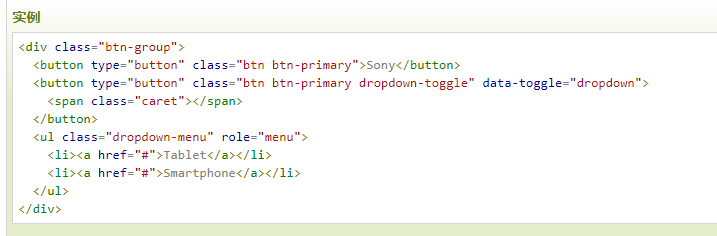 实例
<div class="btn-group">
  <button type="button" class="btn btn-primary">Sony</button>
  <button type="button" class="btn btn-primary dropdown-toggle" data-toggle="dropdown">
    <span class="caret"></span>
  </button>
  <ul class="dropdown-menu" role="menu">
    <li><a href="#">Tablet</a></li>
    <li><a href="#">Smartphone</a></li>
  </ul>
</div>